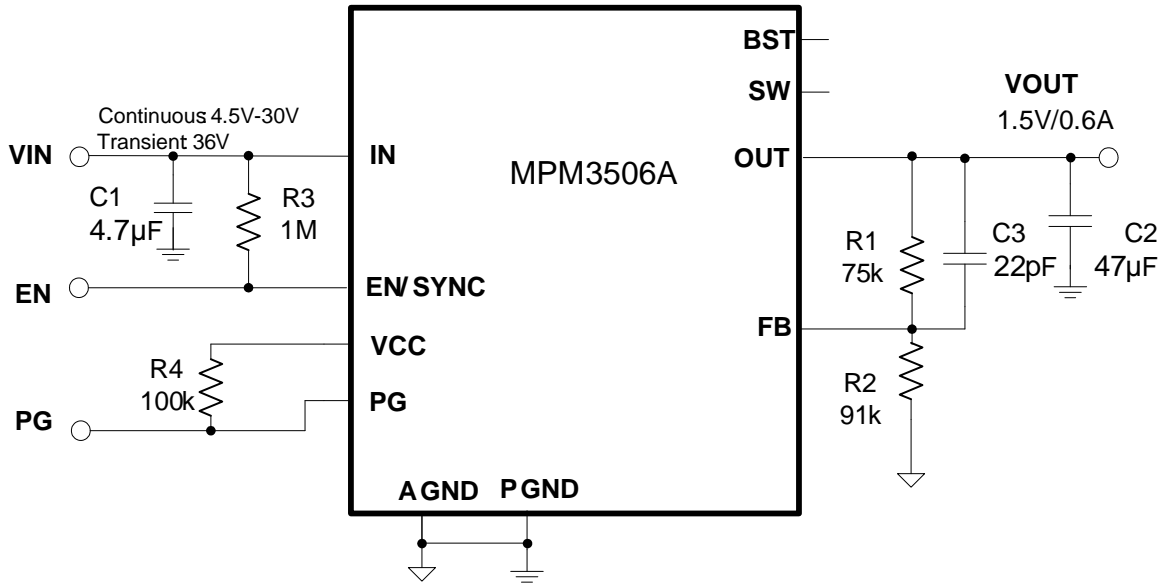 BST
SW
VOUT
1.5V/0.6A
Continuous: 4.5V-30V
Transient 36V
VIN
IN
MPM3506A
OUT
C1
4.7µF
R3
1M
R1
75k
C3
22pF
C2
47µF
EN
EN/SYNC
FB
VCC
R4
100k
PG
PG
R2
91k
AGND
PGND